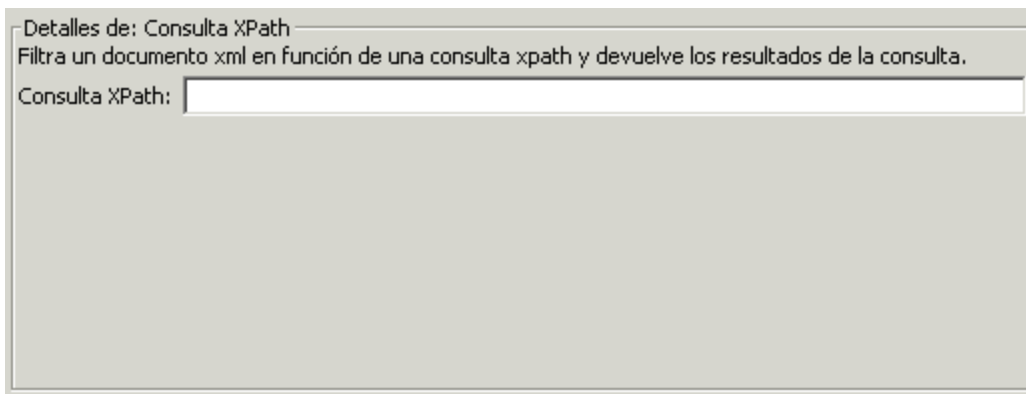 Detalles de: Consulta XPath
Filtra un documento xml en función de una consulta xpath y devuelve los resultados de la consulta.
Consulta XPath: